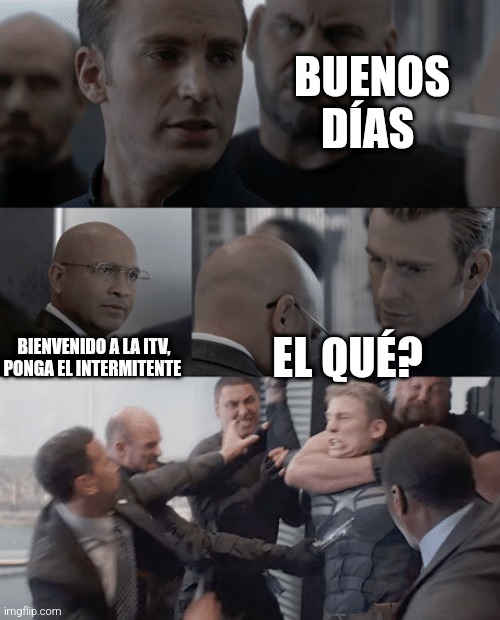 BUENOS
DÍAS
BIENVENIDO A LA ITV,
PONGA EL INTERMITENTE
EL QUÉ?
imgflip.com